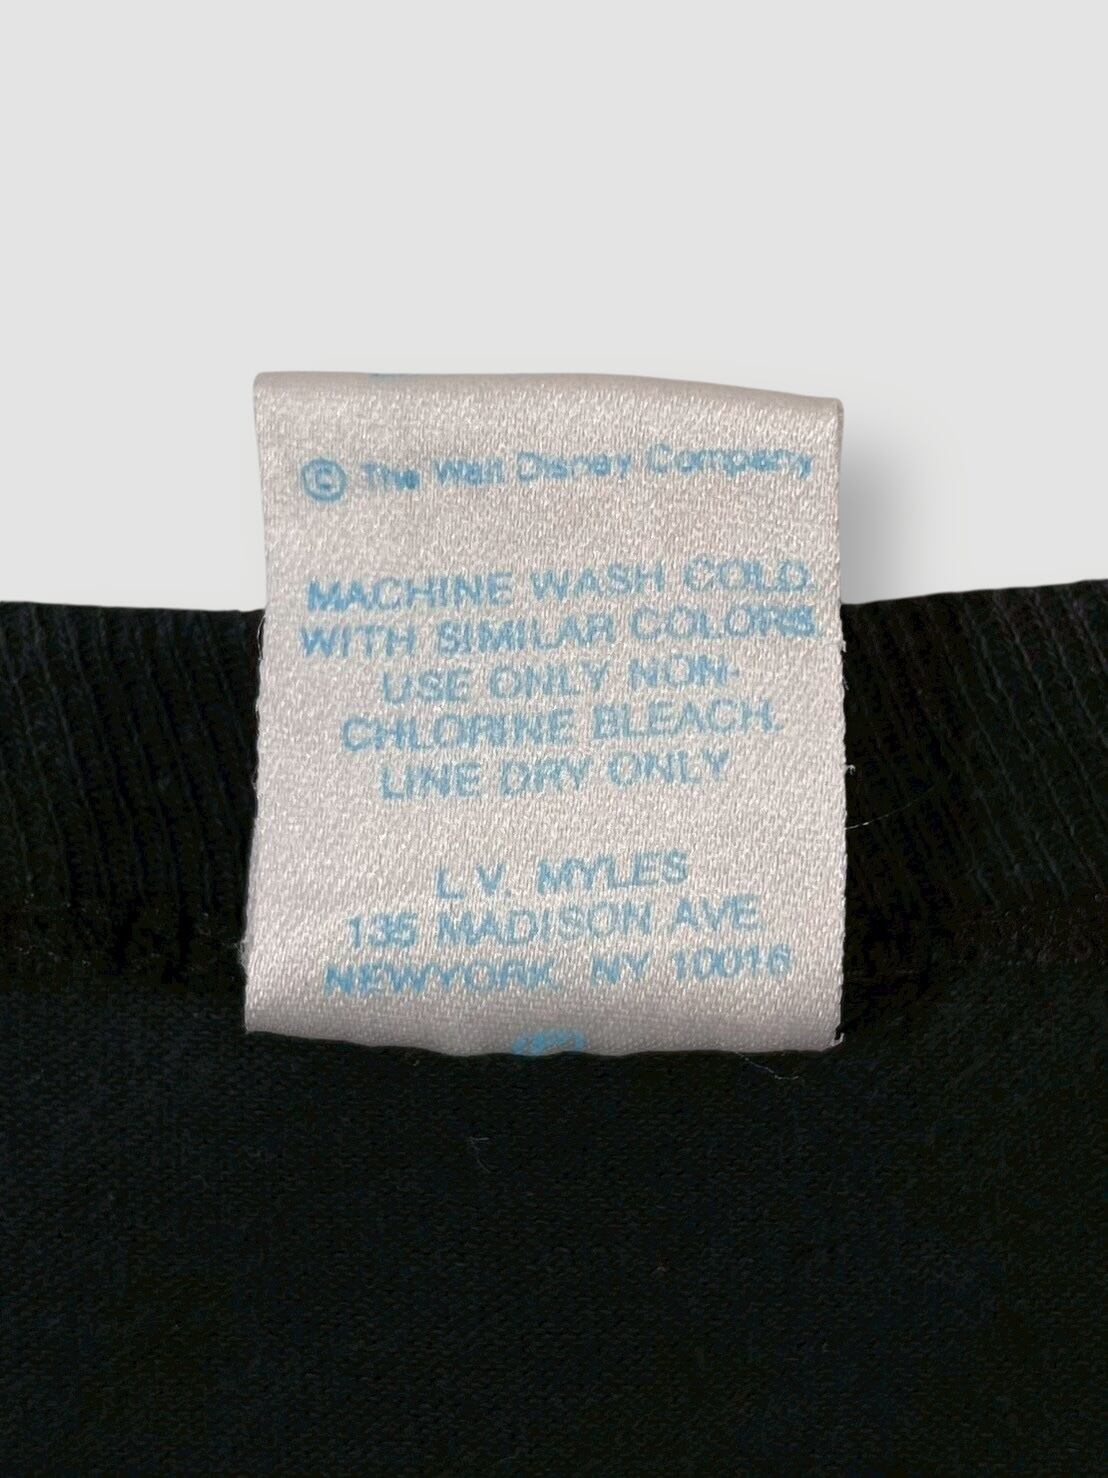 © The Walt Disney Company
MACHINE WASH COLD.
WITH SIMILAR COLORS.
USE ONLY NON-
CHLORINE BLEACH.
LINE DRY ONLY
L.V. MYLES
135 MADISON AVE.
NEWYORK, NY 10016